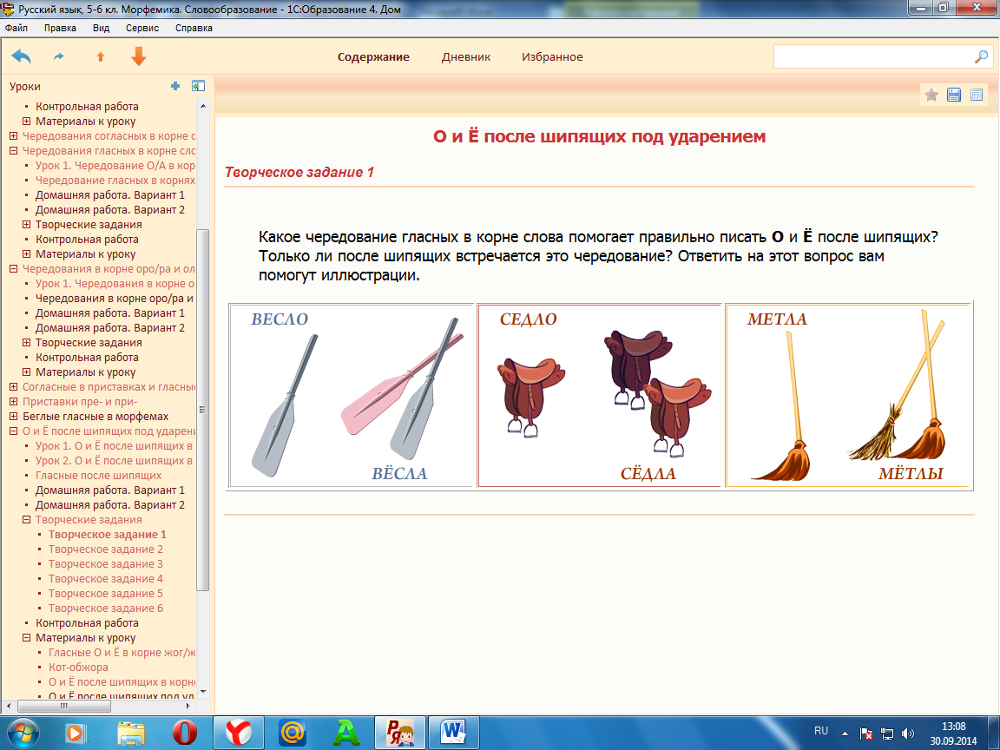 Русский язык, 5-6 кл. Морфемика. Словообразование - 1С:Образование 4. Дом
Файл Правка Вид Сервис Справка
Содержание Дневник Избранное
Уроки
Контрольная работа
Материалы к уроку
Чередования согласных в корне с
Чередования гласных в корне сло
Урок 1. Чередование О/А в кор
Чередование гласных в корнях
Домашняя работа. Вариант 1
Домашняя работа. Вариант 2
Творческие задания
Контрольная работа
Материалы к уроку
Чередования в корне оро/ра и ол
Урок 1. Чередования в корне о
Чередования в корне оро/ра и
Домашняя работа. Вариант 1
Домашняя работа. Вариант 2
Творческие задания
Контрольная работа
Материалы к уроку
Согласные в приставках и гласные
Приставки пре- и при-
Беглые гласные в морфемах
О и Ё после шипящих под ударени
Урок 1. О и Ё после шипящих в
Урок 2. О и Ё после шипящих в
Гласные после шипящих
Домашняя работа. Вариант 1
Домашняя работа. Вариант 2
Творческие задания
Творческое задание 1
Творческое задание 2
Творческое задание 3
Творческое задание 4
Творческое задание 5
Творческое задание 6
Контрольная работа
Материалы к уроку
Гласные О и Ё в корне жог/ж
Кот-обжора
О и Ё после шипящих в корне
О и Ё после шипящих под уд
О и Ё после шипящих под ударением
Творческое задание 1
Какое чередование гласных в корне слова помогает правильно писать О и Ё после шипящих?
Только ли после шипящих встречается это чередование? Ответить на этот вопрос вам
помогут иллюстрации.
ВЕСЛО
ВЁСЛА
СЕДЛО
СЁДЛА
МЕТЛА
МЁТЛЫ
RU
13:08
30.09.2014